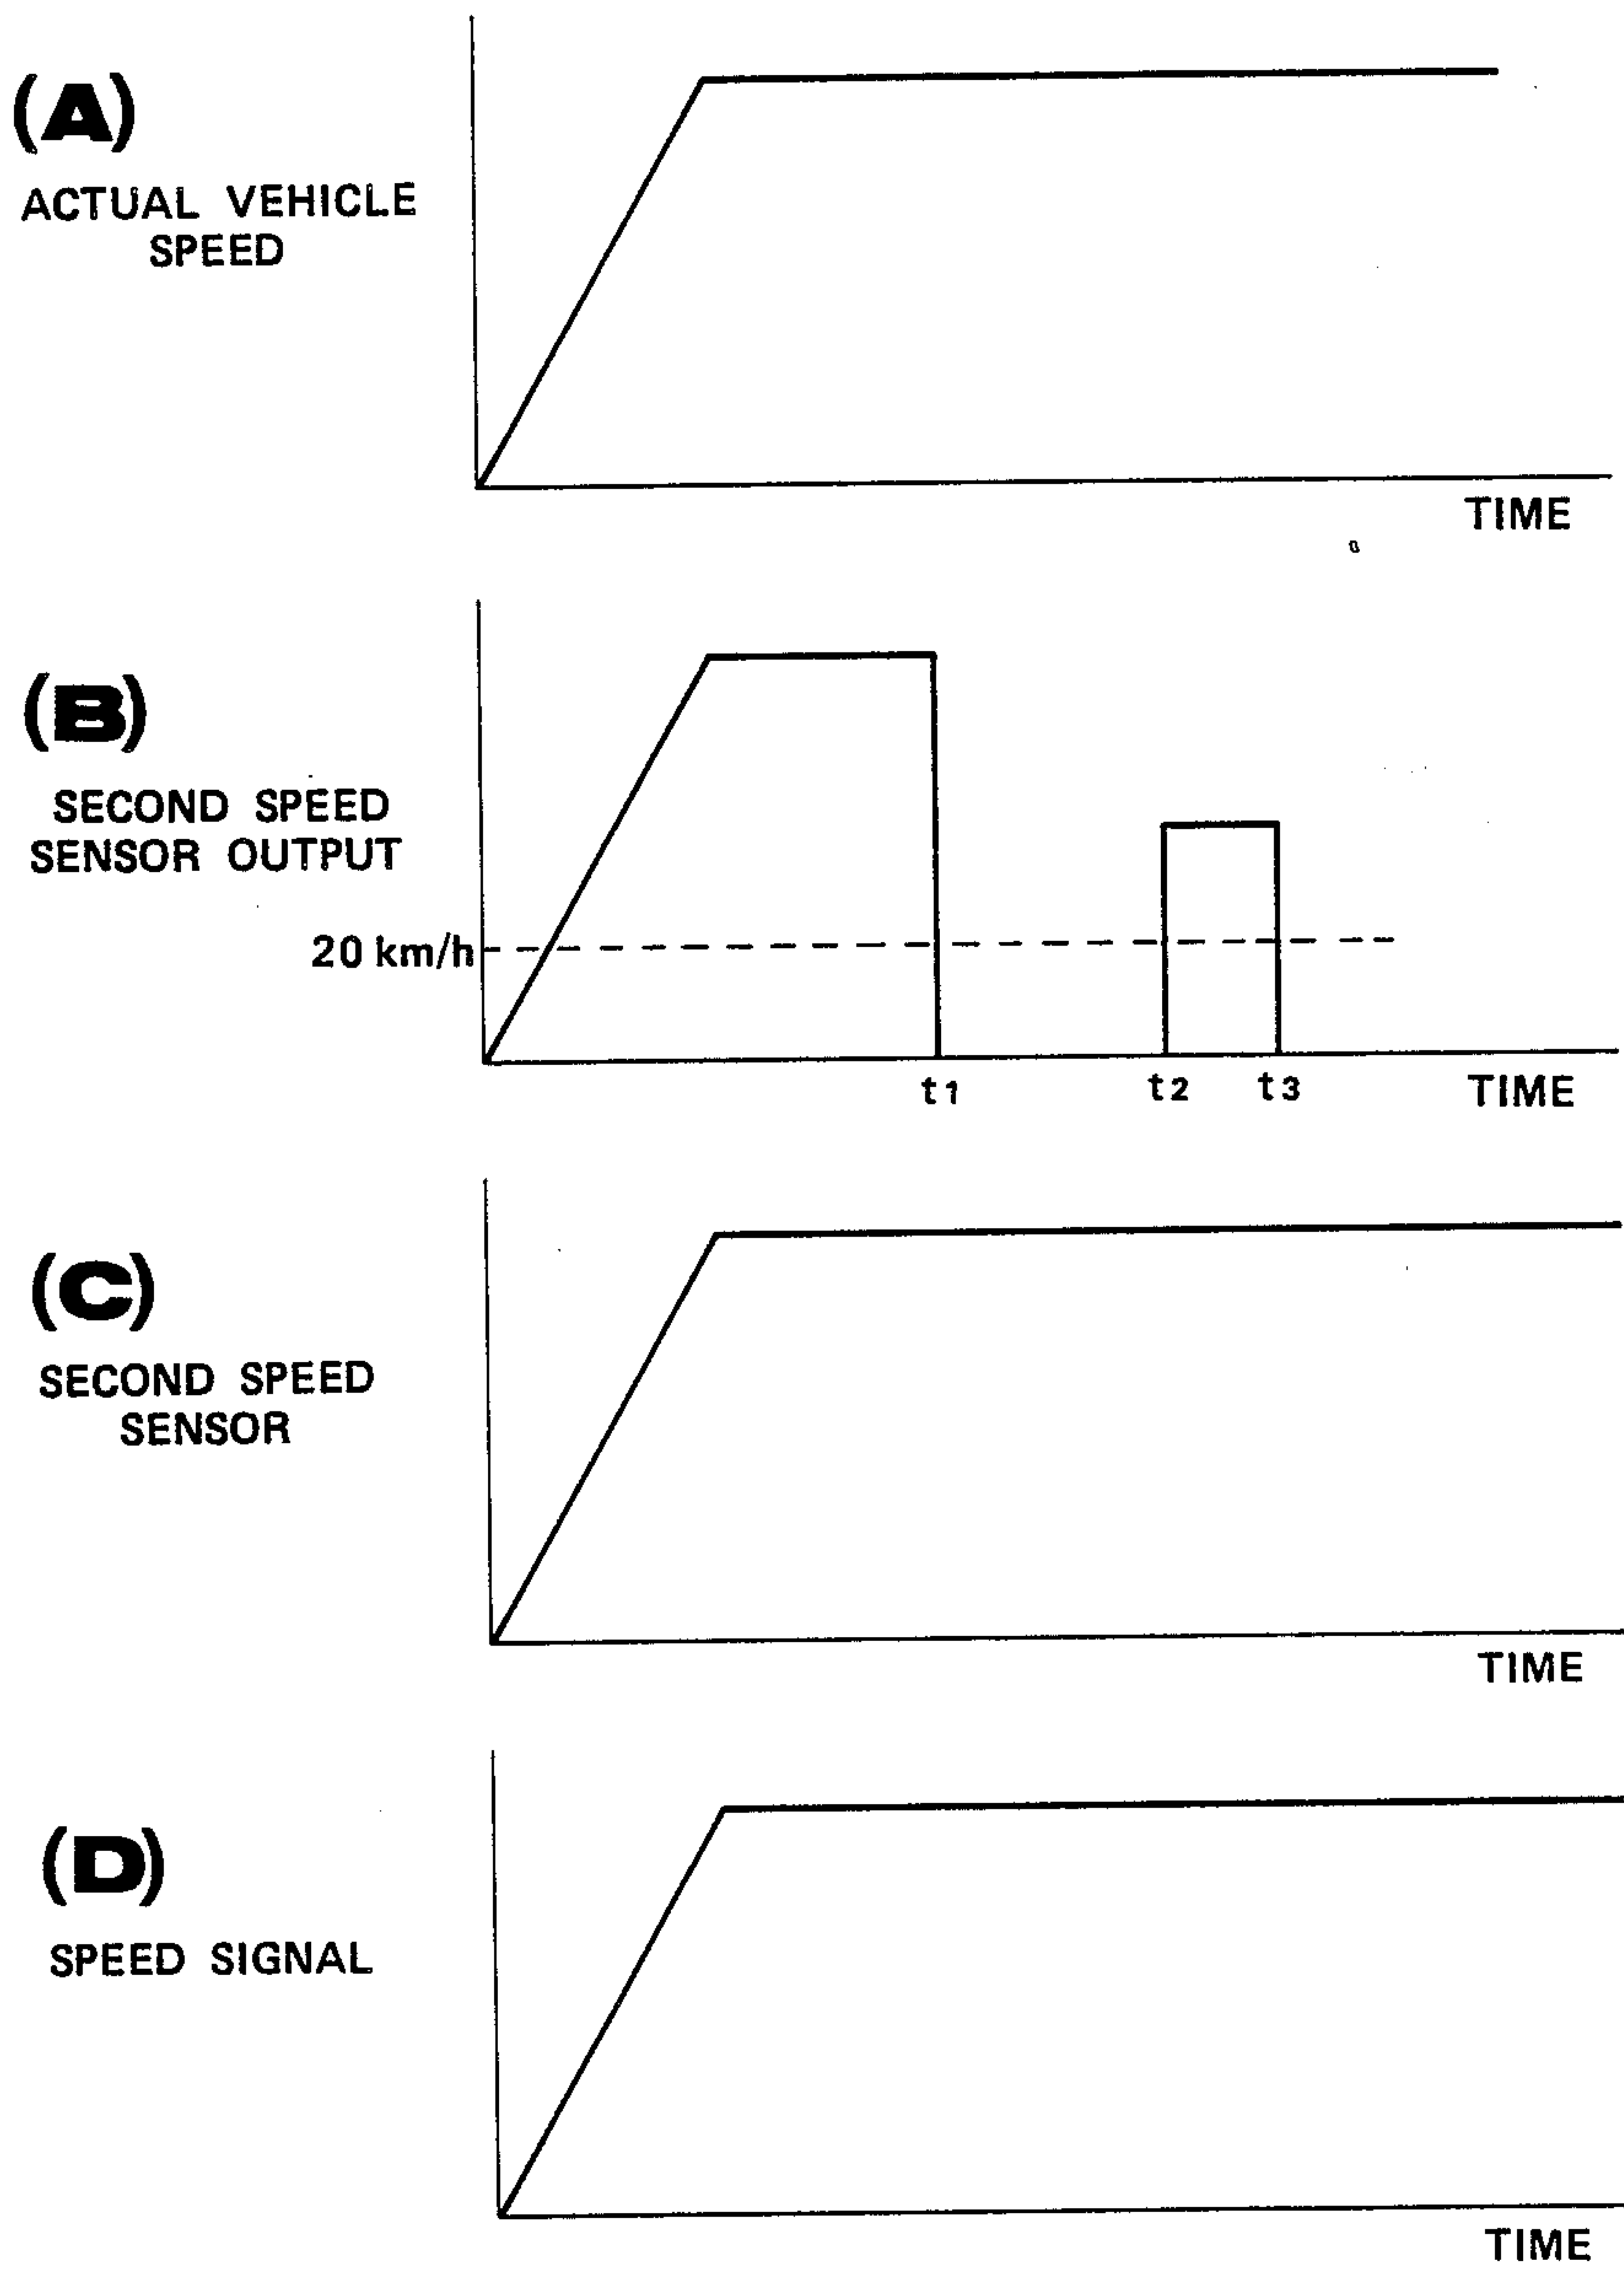 (A)
ACTUAL VEHICLE
SPEED
TIME
(B)
SECOND SPEED
SENSOR OUTPUT
20 km/h
t1
t2
t3
TIME
(C)
SECOND SPEED
SENSOR
TIME
(D)
SPEED SIGNAL
TIME